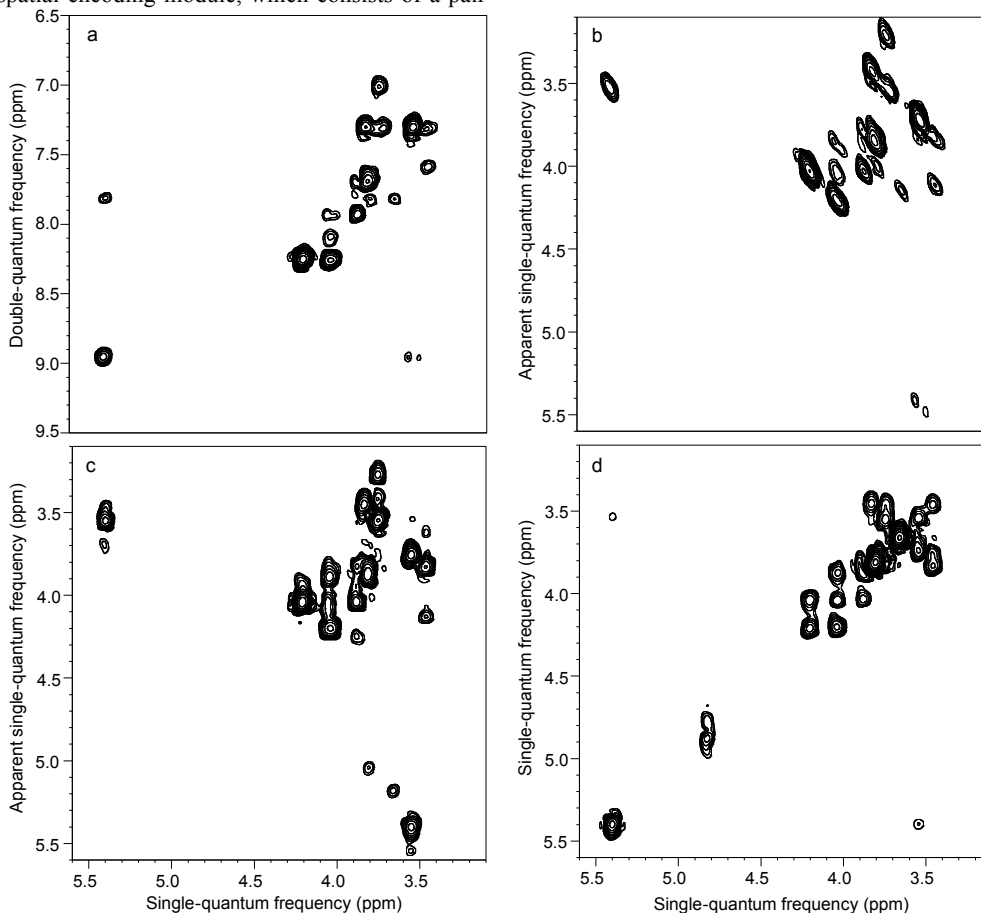 spatial encoding module, which consists of a pair
a
Double-quantum frequency (ppm)
6.5
7.0
7.5
8.0
8.5
9.0
9.5
b
Apparent single-quantum frequency (ppm)
3.5
4.0
4.5
5.0
5.5
c
Apparent single-quantum frequency (ppm)
3.5
4.0
4.5
5.0
5.5
5.5 5.0 4.5 4.0 3.5
Single-quantum frequency (ppm)
d
Single-quantum frequency (ppm)
3.5
4.0
4.5
5.0
5.5
5.5 5.0 4.5 4.0 3.5
Single-quantum frequency (ppm)